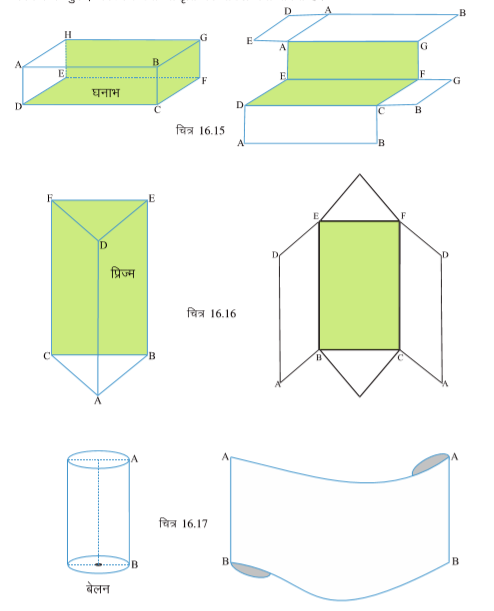 D A B
H
G
E A G
A B
E F
E F G
घनाभ
D C
D C B
चित्र 16.15
A B
F E
E F
D
D D
प्रिज्म
चित्र 16.16
C B
B C
A A
A
A A
A
चित्र 16.17
B B
B
बेलन